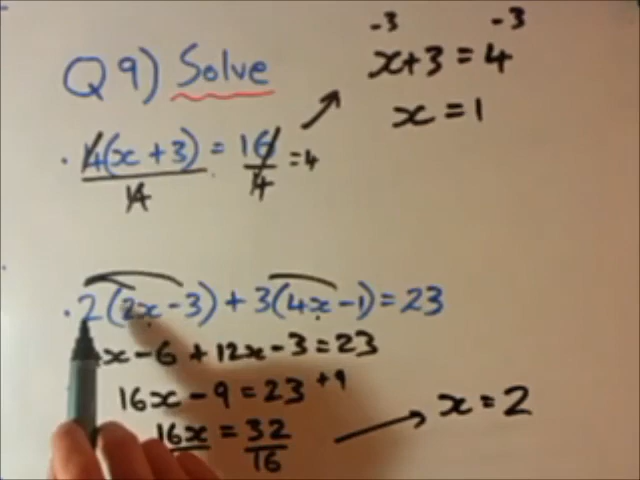 Q9) Solve
-3 -3
x+3 = 4
x = 1
· 4(x + 3) = 16 = 4
4 4
· 2(2x - 3) + 3(4x - 1) = 23
x - 6 + 12x - 3 = 23
16x - 9 = 23 +9
16x = 32
16
x = 2